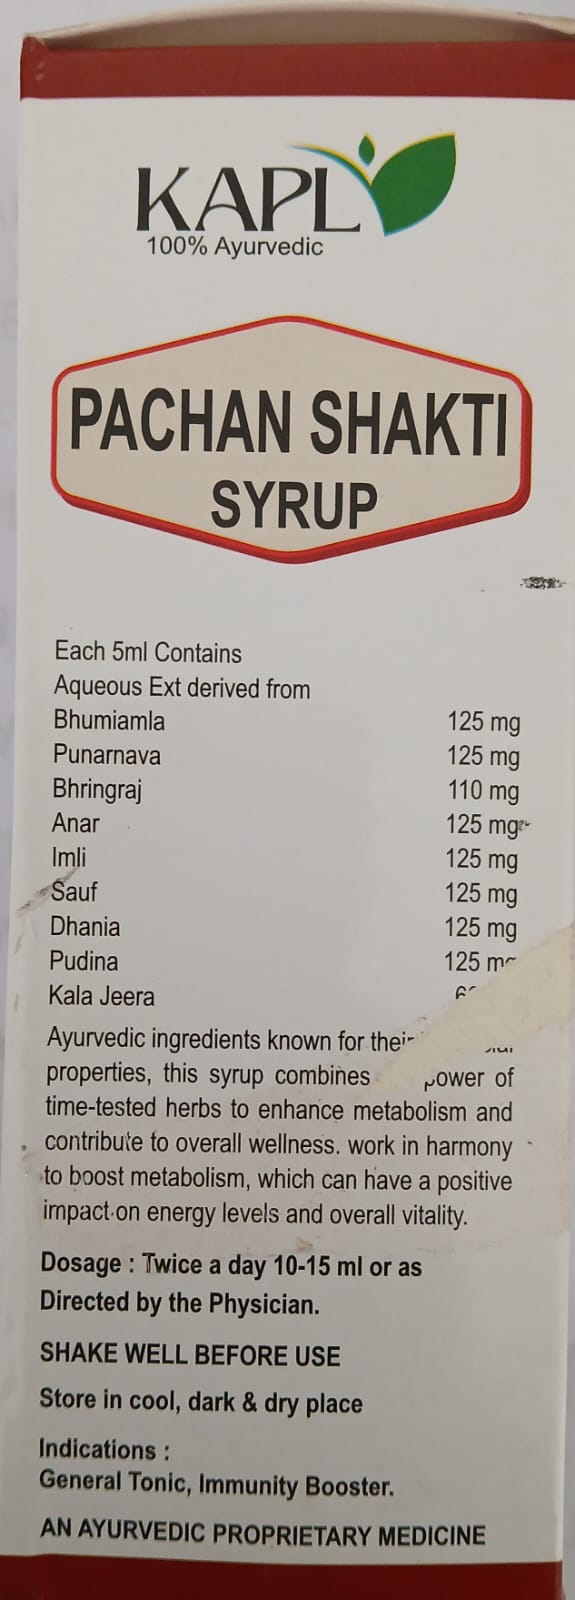 KAPL
100% Ayurvedic
PACHAN SHAKTI
SYRUP
Each 5ml Contains
Aqueous Ext derived from
Bhumiamla 125 mg
Punarnava 125 mg
Bhringraj 110 mg
Anar 125 mg
Imli 125 mg
Sauf 125 mg
Dhania 125 mg
Pudina 125
Kala Jeera
Ayurvedic ingredients known for
properties, this syrup combines power of
time-tested herbs to enhance metabolism and
contribute to overall wellness. work in harmony
to boost metabolism, which can have a positive
impact on energy levels and overall vitality.
Dosage : Twice a day 10-15 ml or as
Directed by the Physician.
SHAKE WELL BEFORE USE
Store in cool, dark & dry place
Indications :
General Tonic, Immunity Booster.
AN AYURVEDIC PROPRIETARY MEDICINE